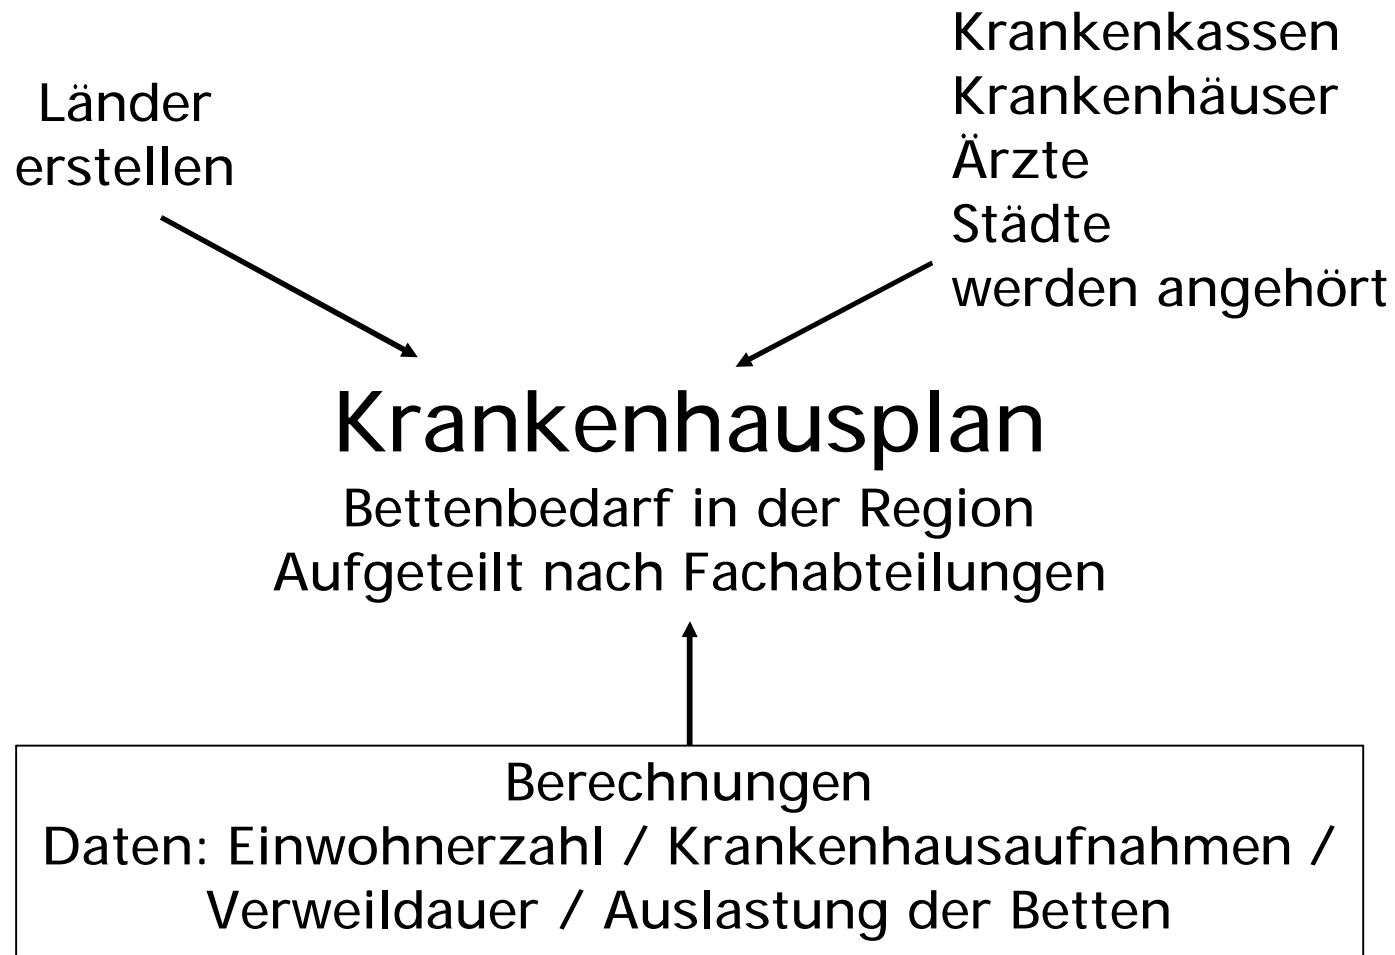 Länder
erstellen
Krankenkassen
Krankenhäuser
Ärzte
Städte
werden angehört
Krankenhausplan
Bettenbedarf in der Region
Aufgeteilt nach Fachabteilungen
Berechnungen
Daten: Einwohnerzahl / Krankenhausaufnahmen /
Verweildauer / Auslastung der Betten